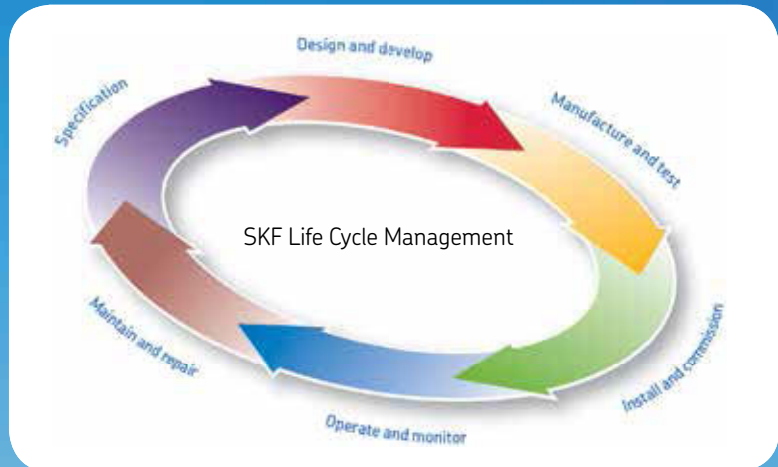 Design and develop
Specification
Manufacture and test
SKF Life Cycle Management
Maintain and repair
Install and commission
Operate and monitor